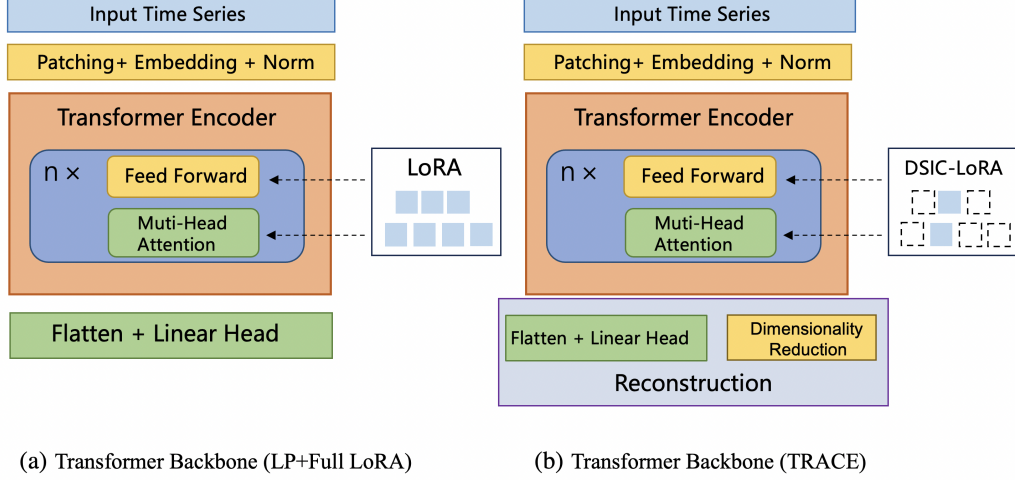 Input Time Series
Patching+ Embedding + Norm
Transformer Encoder
n ×
Feed Forward
Muti-Head
Attention
LoRA
Flatten + Linear Head
(a) Transformer Backbone (LP+Full LoRA)
Input Time Series
Patching+ Embedding + Norm
Transformer Encoder
n ×
Feed Forward
Muti-Head
Attention
DSIC-LoRA
Flatten + Linear Head
Dimensionality
Reduction
Reconstruction
(b) Transformer Backbone (TRACE)